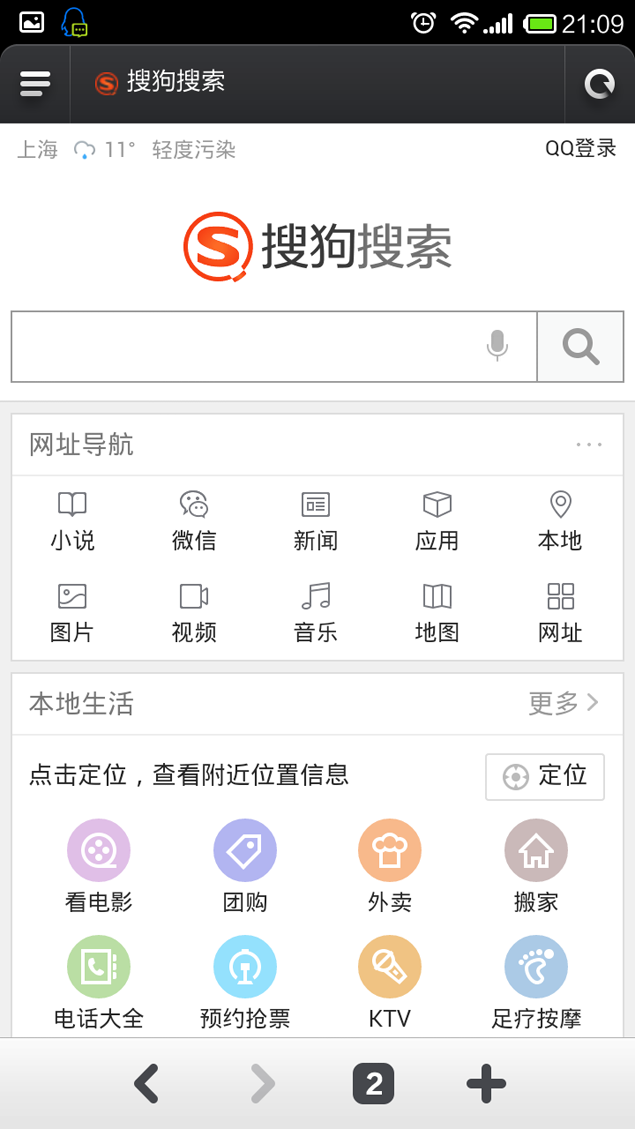 21:09
搜狗搜索
上海 11° 轻度污染 QQ登录
搜狗搜索
网址导航 ···
小说 微信 新闻 应用 本地
图片 视频 音乐 地图 网址
本地生活 更多
点击定位，查看附近位置信息 定位
看电影 团购 外卖 搬家
电话大全 预约抢票 KTV 足疗按摩
2